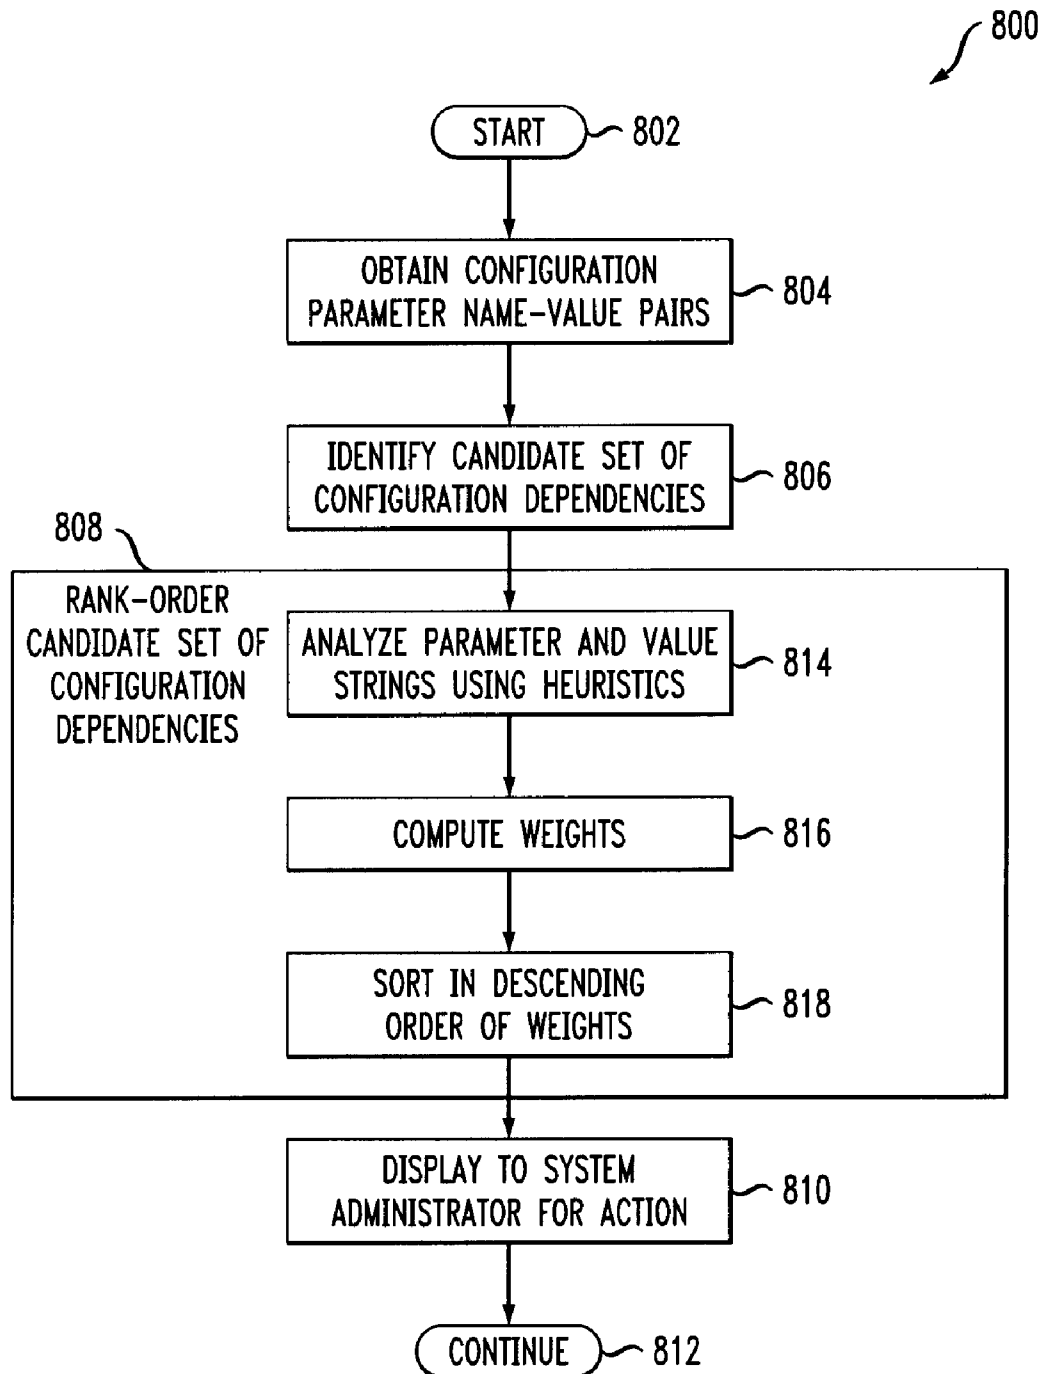 800
START
802
OBTAIN CONFIGURATION
PARAMETER NAME-VALUE PAIRS
804
IDENTIFY CANDIDATE SET OF
CONFIGURATION DEPENDENCIES
806
808
RANK-ORDER
CANDIDATE SET OF
CONFIGURATION
DEPENDENCIES
ANALYZE PARAMETER AND VALUE
STRINGS USING HEURISTICS
814
COMPUTE WEIGHTS
816
SORT IN DESCENDING
ORDER OF WEIGHTS
818
DISPLAY TO SYSTEM
ADMINISTRATOR FOR ACTION
810
CONTINUE
812